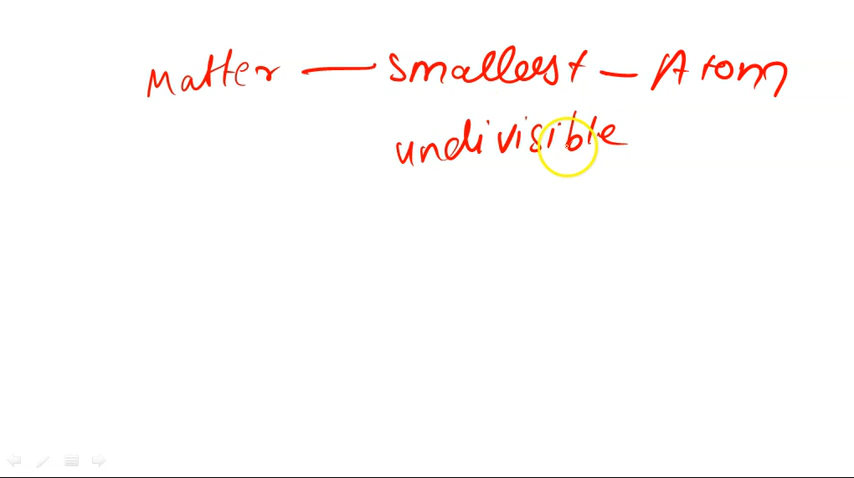 Matter — Smallest — Atom
undivisible